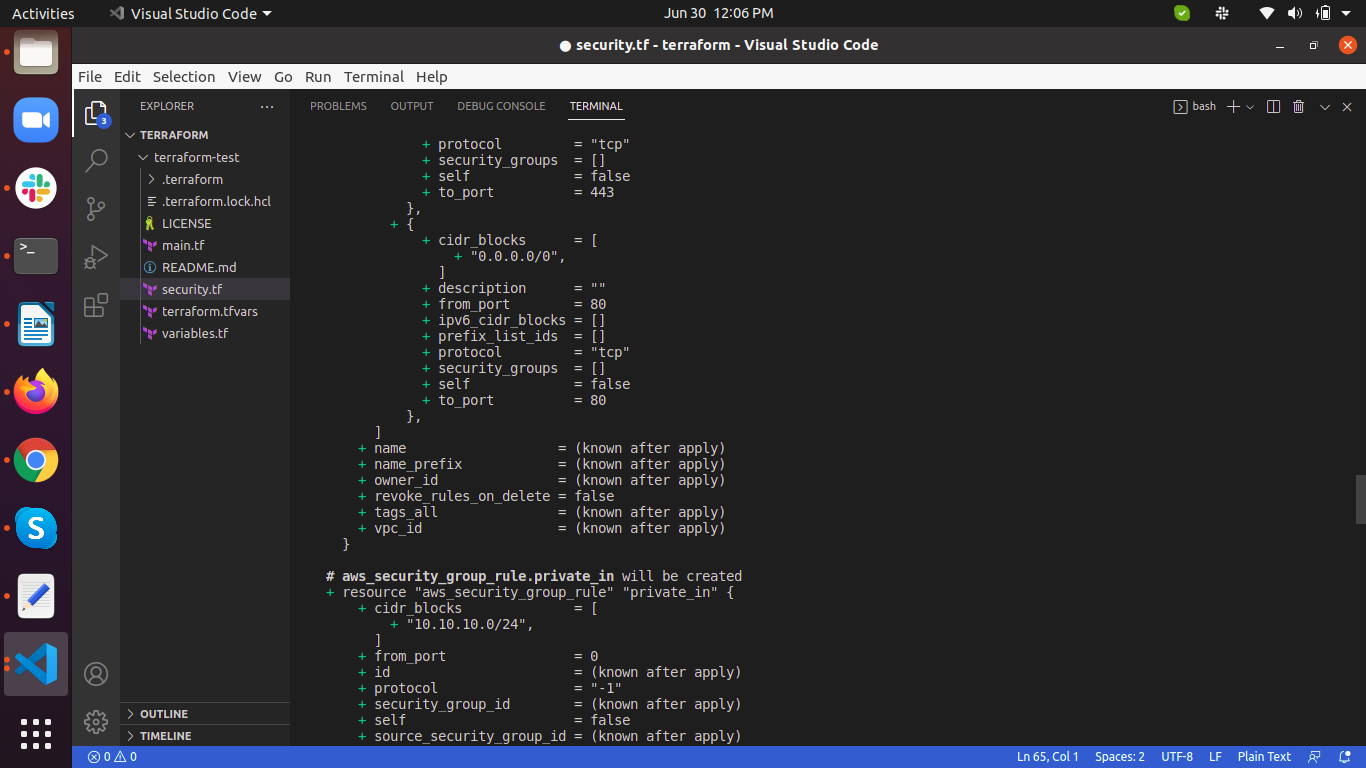 Activities
Visual Studio Code
Jun 30 12:06 PM
● security.tf - terraform - Visual Studio Code
File Edit Selection View Go Run Terminal Help
EXPLORER ...
PROBLEMS OUTPUT DEBUG CONSOLE TERMINAL
bash
3
TERRAFORM
terraform-test
.terraform
.terraform.lock.hcl
LICENSE
main.tf
README.md
security.tf
terraform.tfvars
variables.tf
OUTLINE
TIMELINE
+ protocol         = "tcp"
+ security_groups  = []
+ self             = false
+ to_port          = 443
},
+ {
+ cidr_blocks      = [
+ "0.0.0.0/0",
]
+ description      = ""
+ from_port        = 80
+ ipv6_cidr_blocks = []
+ prefix_list_ids  = []
+ protocol         = "tcp"
+ security_groups  = []
+ self             = false
+ to_port          = 80
},
]
+ name                   = (known after apply)
+ name_prefix            = (known after apply)
+ owner_id               = (known after apply)
+ revoke_rules_on_delete = false
+ tags_all               = (known after apply)
+ vpc_id                 = (known after apply)
}
# aws_security_group_rule.private_in will be created
+ resource "aws_security_group_rule" "private_in" {
+ cidr_blocks              = [
+ "10.10.10.0/24",
]
+ from_port                = 0
+ id                       = (known after apply)
+ protocol                 = "-1"
+ security_group_id        = (known after apply)
+ self                     = false
+ source_security_group_id = (known after apply)
0 0
Ln 65, Col 1 Spaces: 2 UTF-8 LF Plain Text